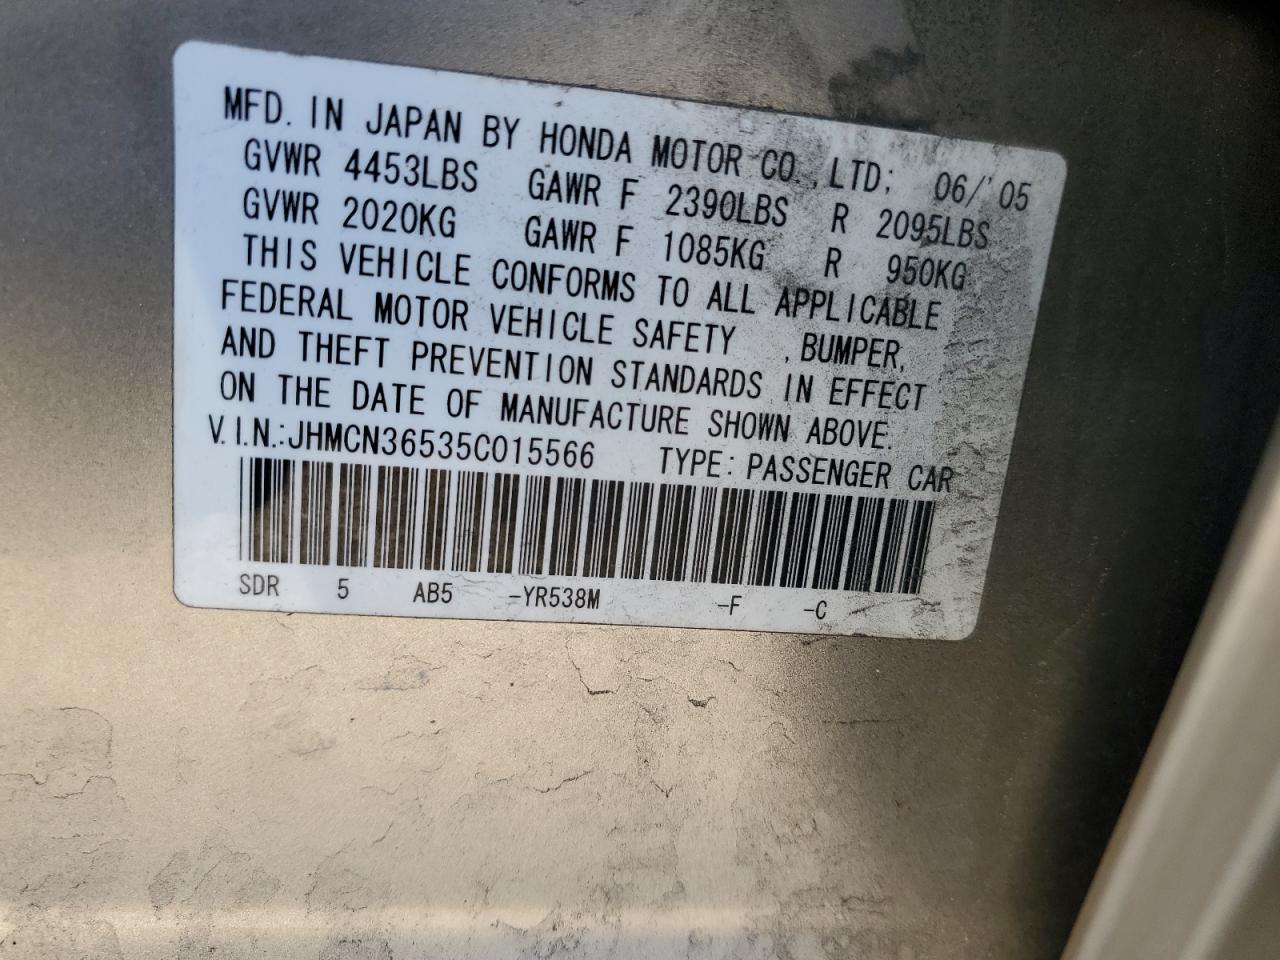 MFD. IN JAPAN BY HONDA MOTOR CO.,LTD; 06/'05
GVWR 4453LBS GAWR F 2390LBS R 2095LBS
GVWR 2020KG GAWR F 1085KG R 950KG
THIS VEHICLE CONFORMS TO ALL APPLICABLE
FEDERAL MOTOR VEHICLE SAFETY , BUMPER,
AND THEFT PREVENTION STANDARDS IN EFFECT
ON THE DATE OF MANUFACTURE SHOWN ABOVE.
V.I.N.:JHMCN36535C015566 TYPE: PASSENGER CAR
SDR 5 AB5 -YR538M -F -C